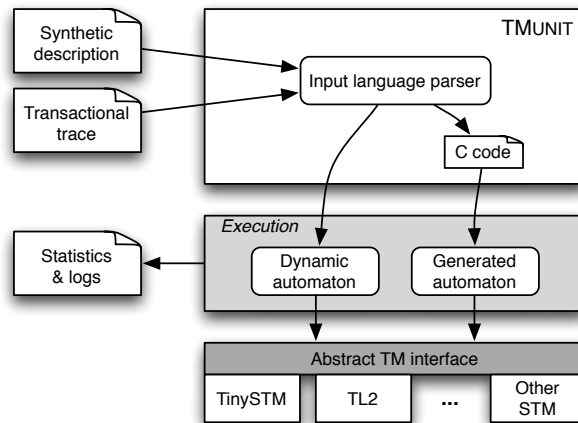 Synthetic
description
TMUNIT
Input language parser
Transactional
trace
C code
Execution
Statistics
& logs
Dynamic
automaton
Generated
automaton
Abstract TM interface
TinySTM
TL2
...
Other
STM